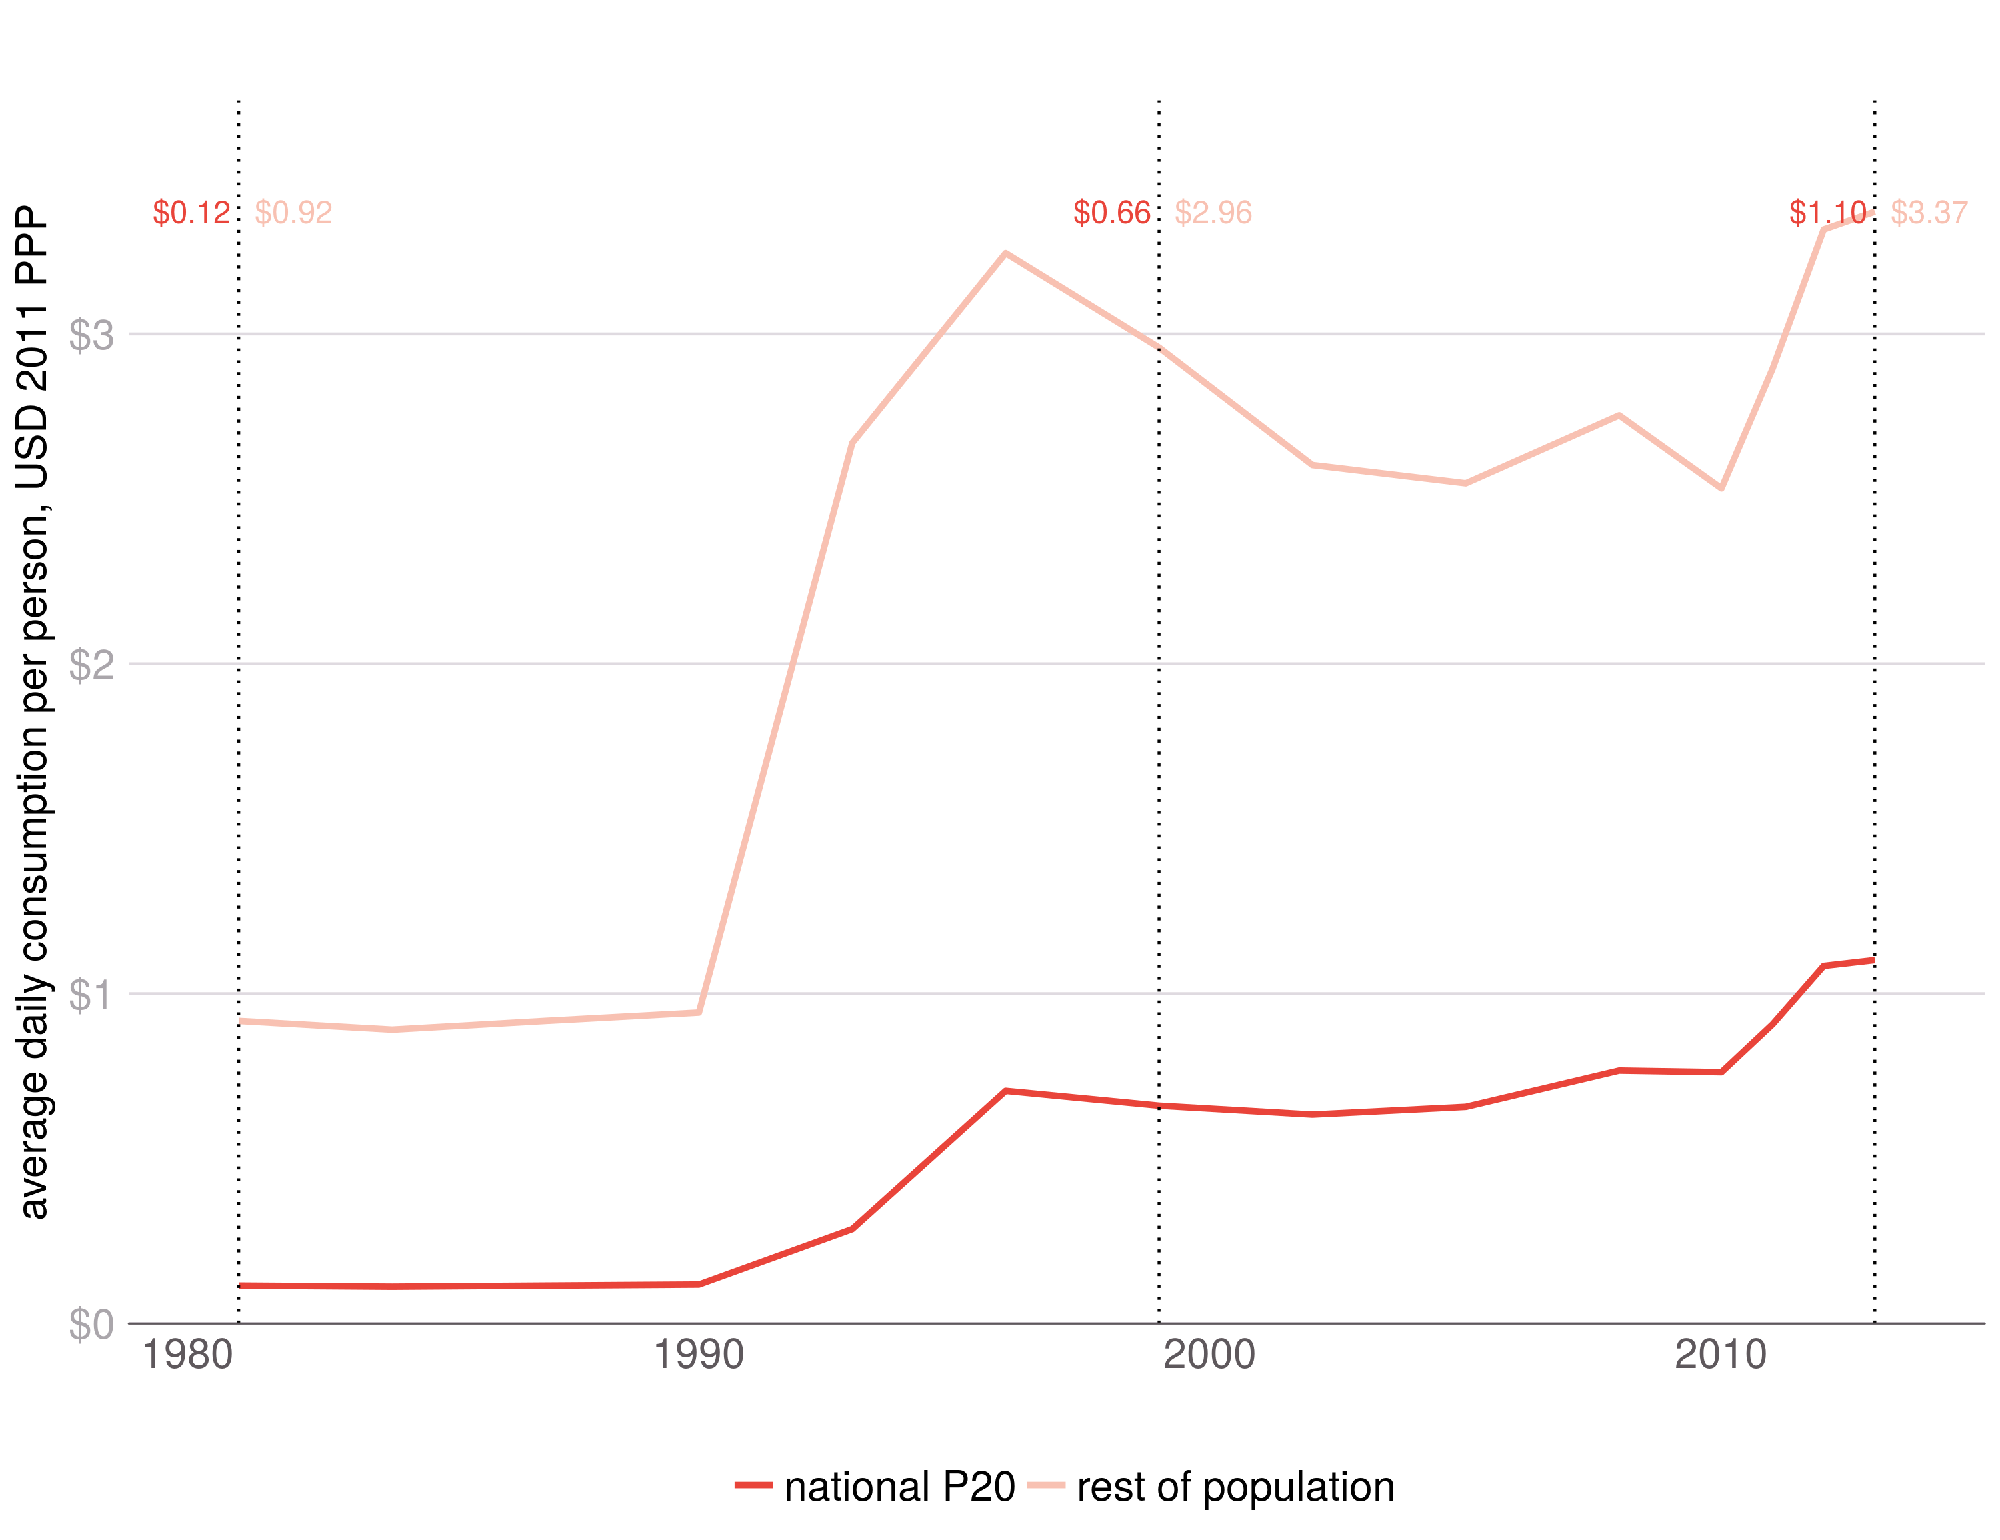 average daily consumption per person, USD 2011 PPP
$0.12 $0.92
$0.66 $2.96
$1.10 $3.37
$3
$2
$1
$0
1980 1990 2000 2010
national P20 rest of population